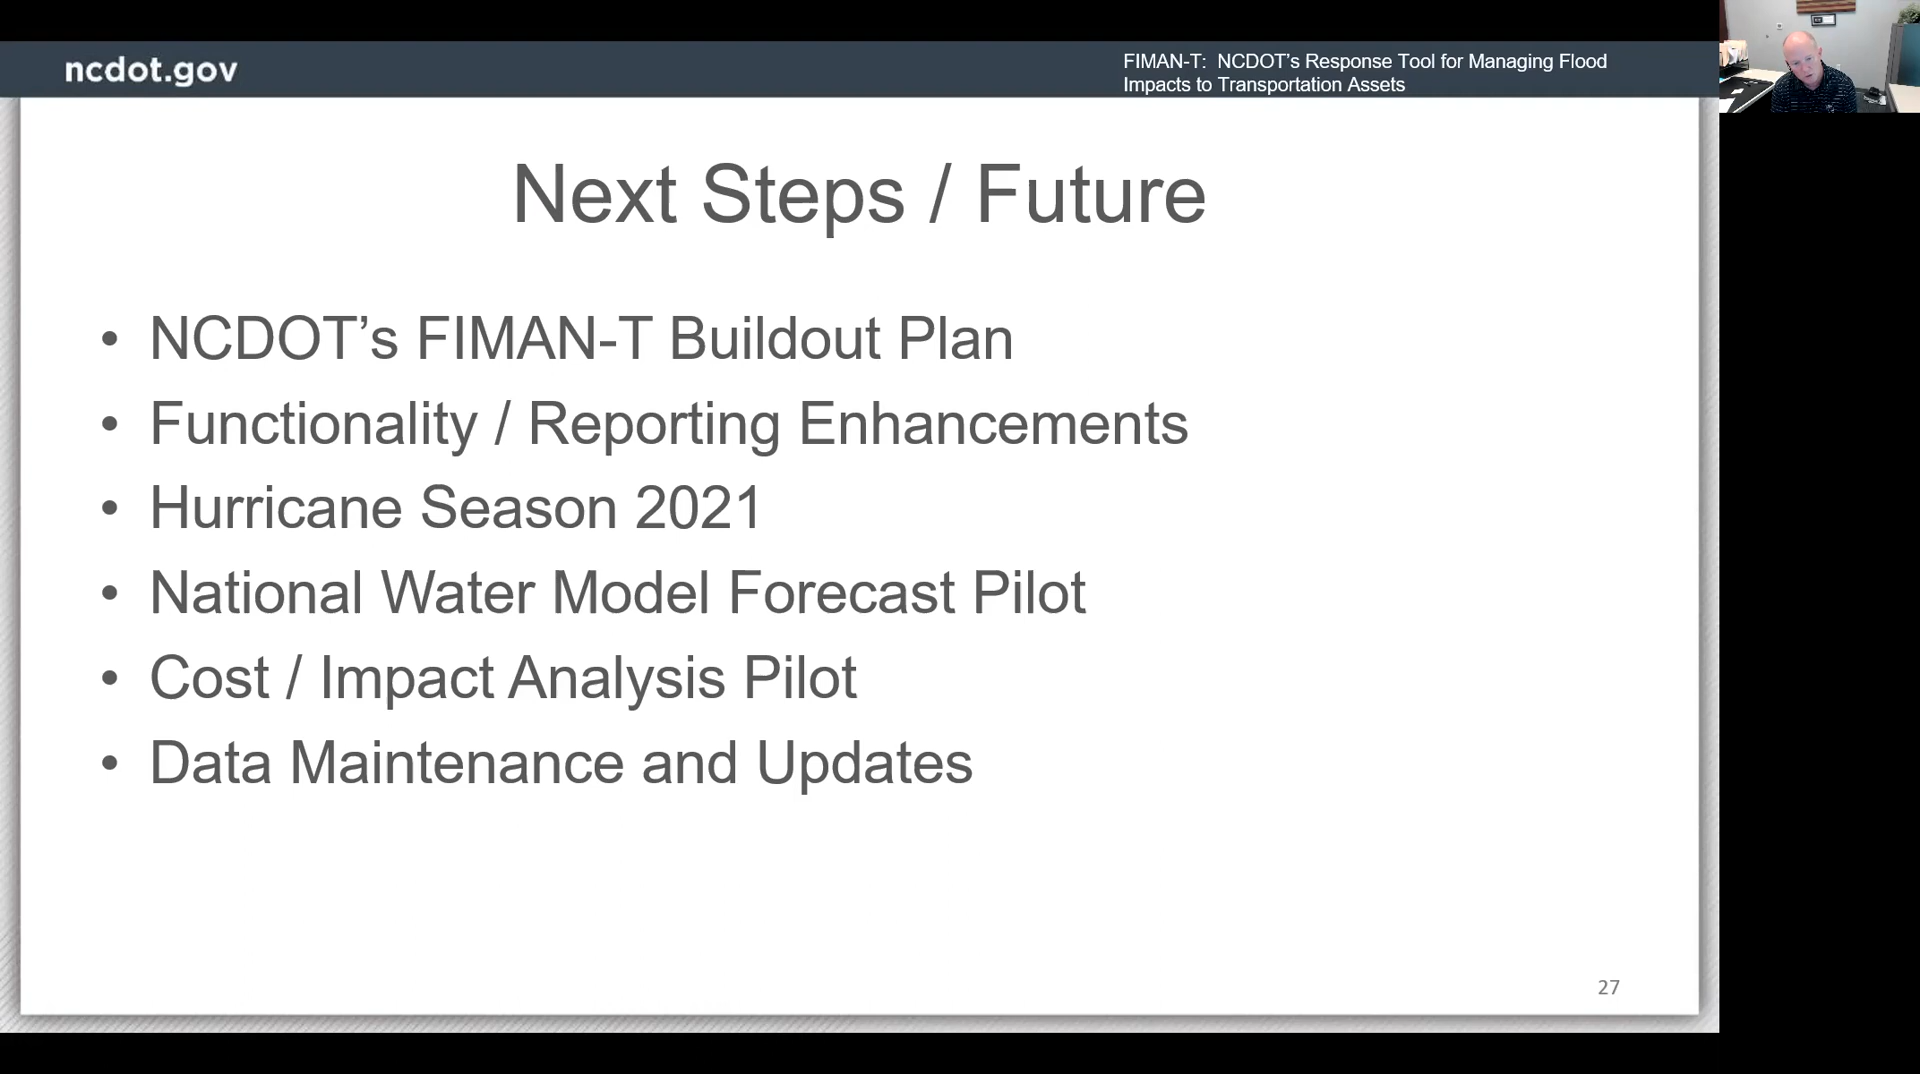 ncdot.gov
FIMAN-T: NCDOT’s Response Tool for Managing Flood
Impacts to Transportation Assets
Next Steps / Future
• NCDOT’s FIMAN-T Buildout Plan
• Functionality / Reporting Enhancements
• Hurricane Season 2021
• National Water Model Forecast Pilot
• Cost / Impact Analysis Pilot
• Data Maintenance and Updates
27